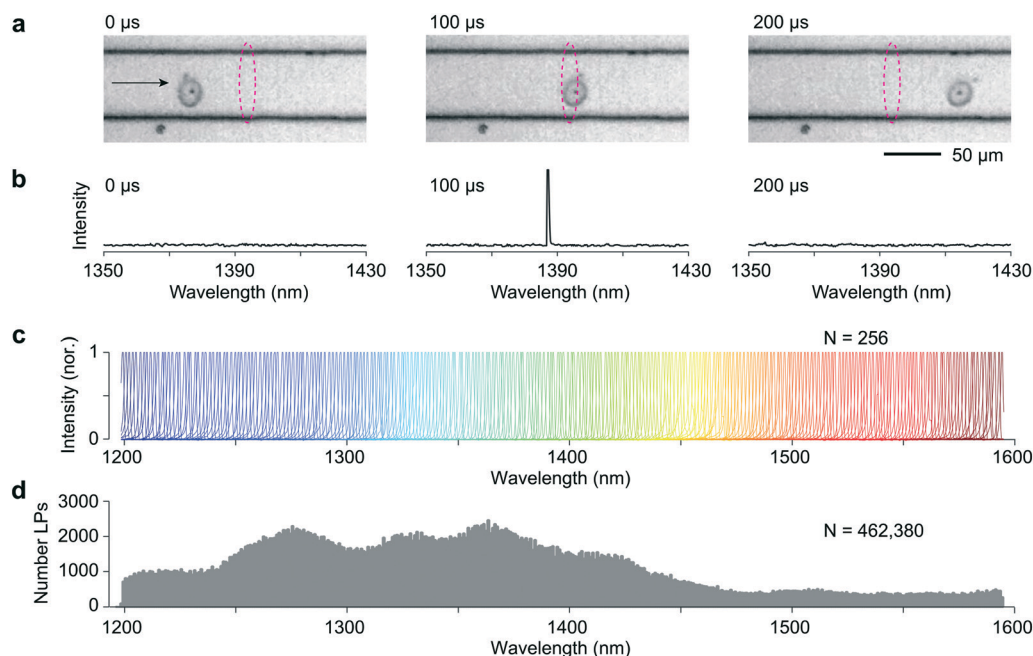 a
0 µs
100 µs
200 µs
50 µm
b
Intensity
0 µs
100 µs
200 µs
1350 1390 1430
1350 1390 1430
1350 1390 1430
Wavelength (nm)
Wavelength (nm)
Wavelength (nm)
c
Intensity (nor.)
1
0
N = 256
1200 1300 1400 1500 1600
Wavelength (nm)
d
Number LPs
3000
2000
1000
0
N = 462,380
1200 1300 1400 1500 1600
Wavelength (nm)